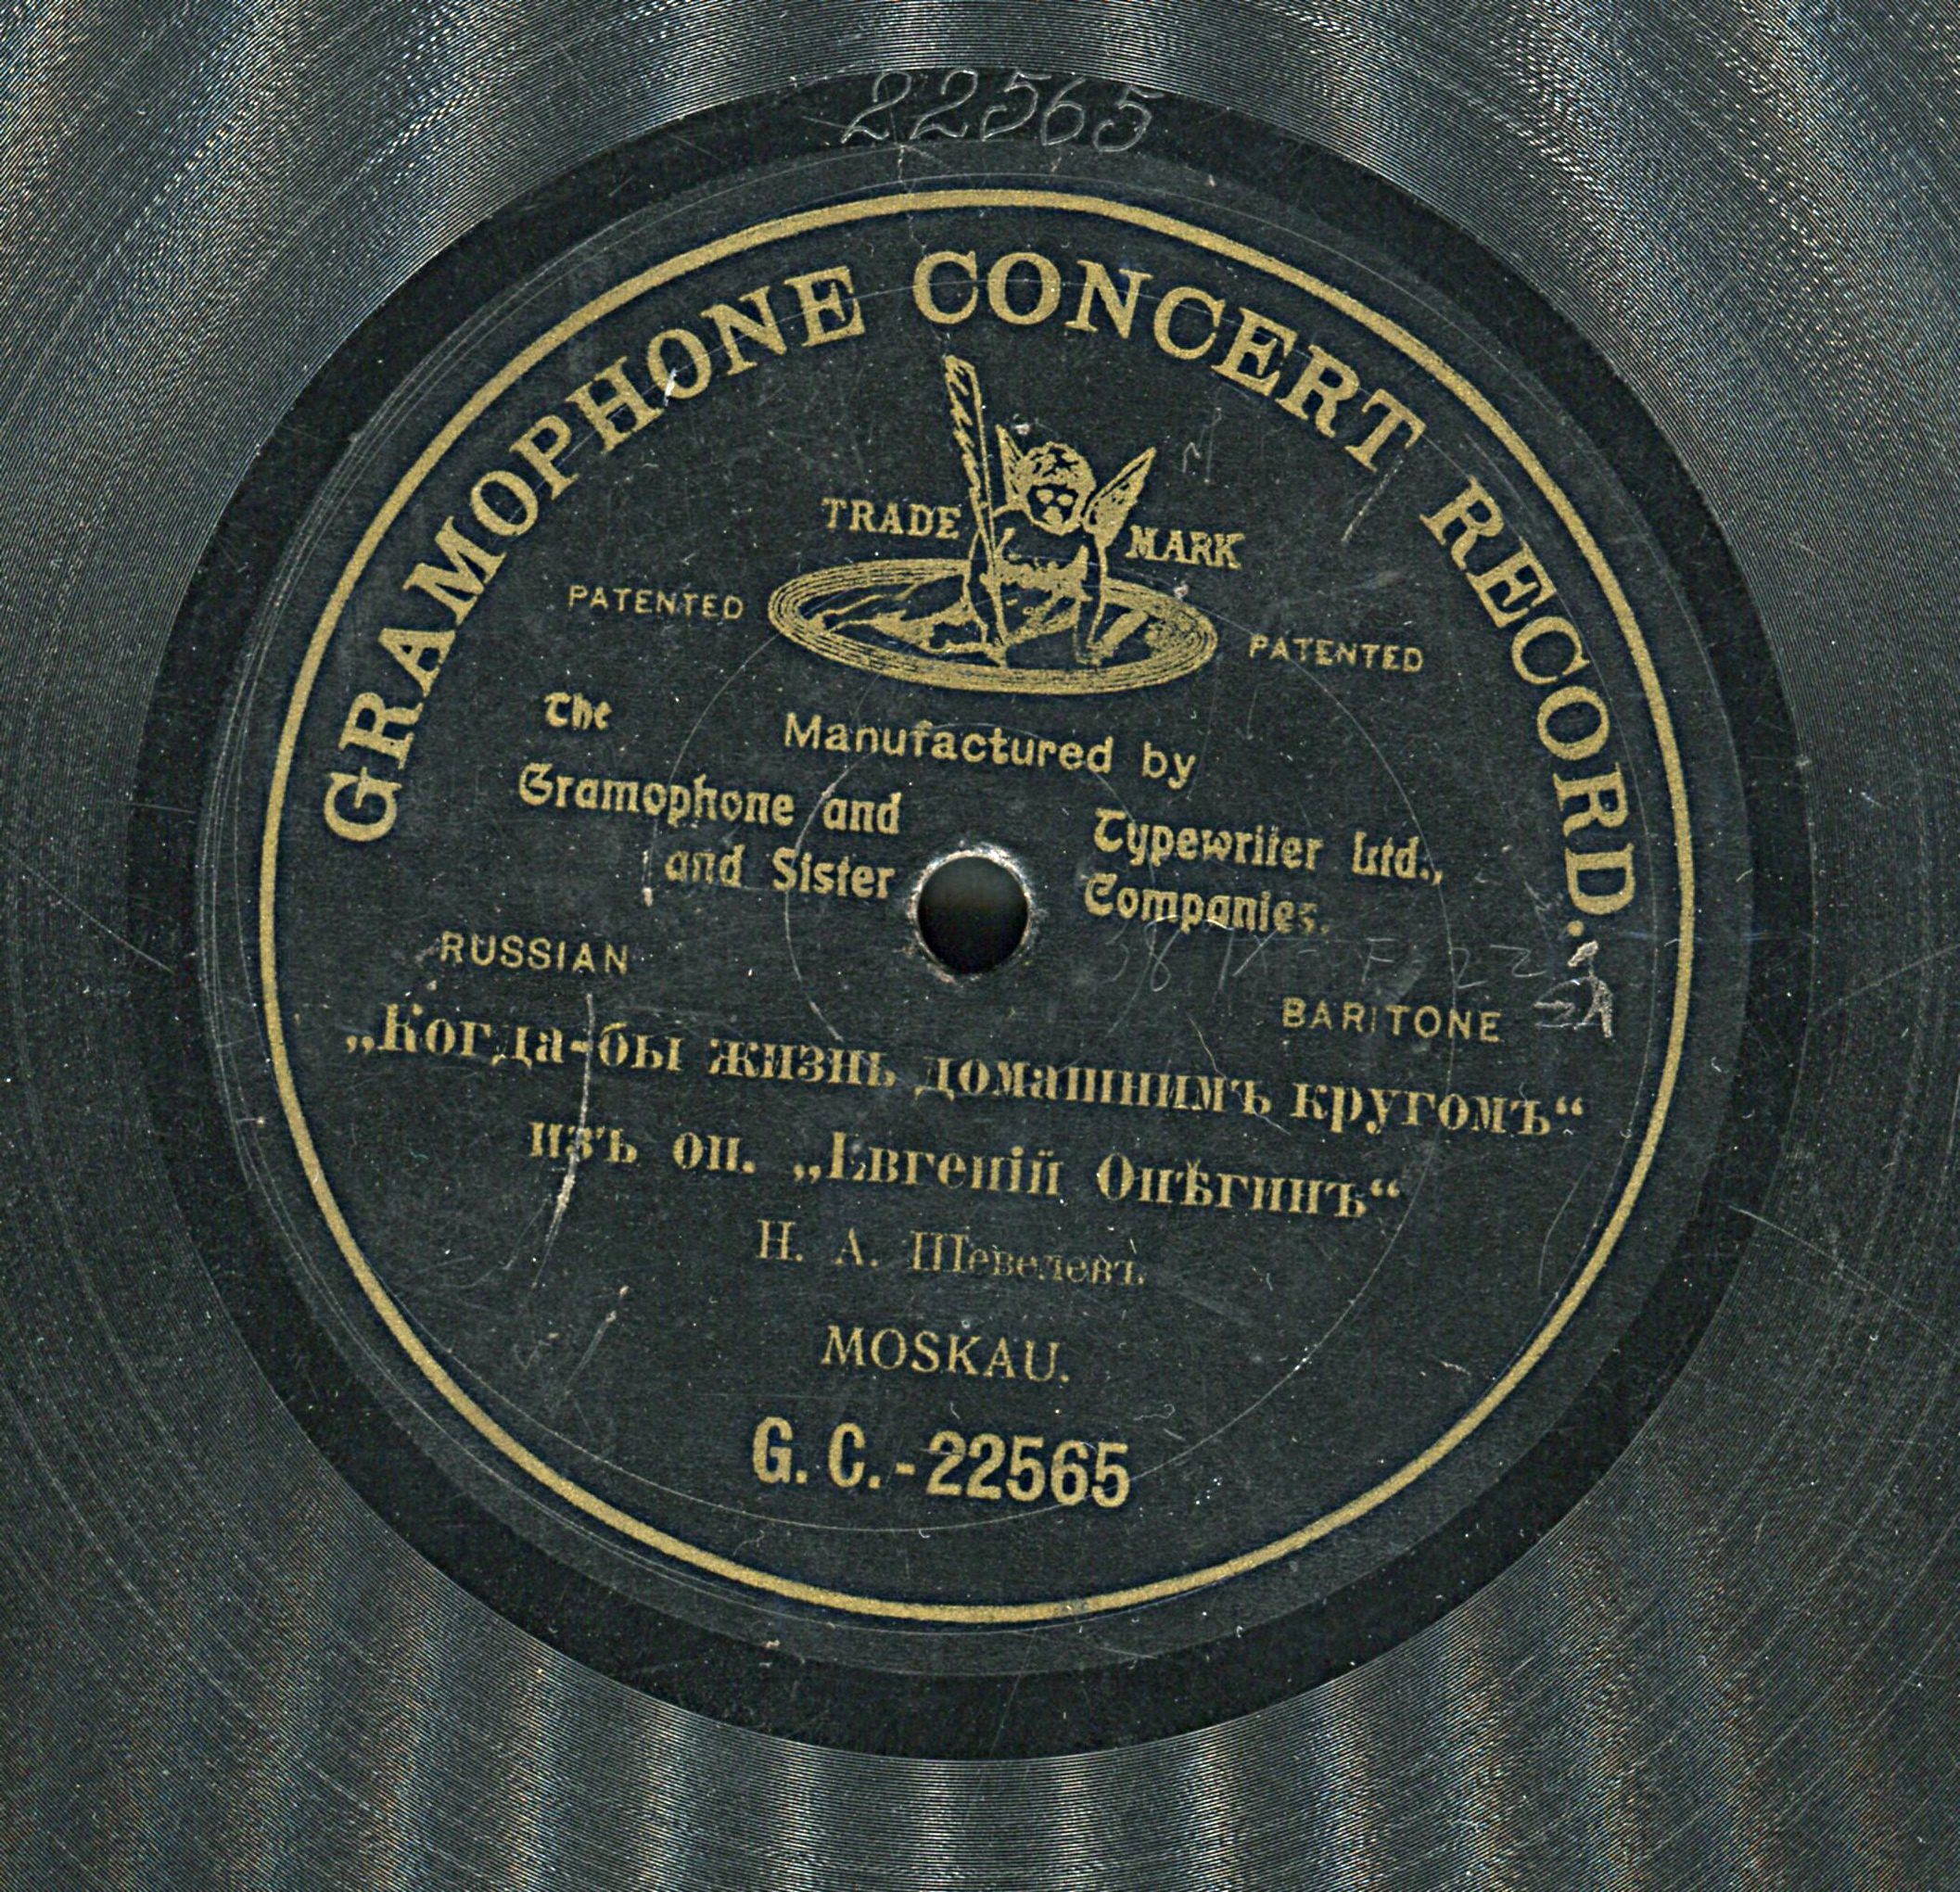 22565
GRAMOPHONE CONCERT RECORD.
TRADE MARK
PATENTED PATENTED
Manufactured by
The
Gramophone and Typewriter Ltd.,
and Sister Companies.
RUSSIAN BARITONE
„Когда-бы жизнь домашнимъ кругомъ“
изъ оп. „Евгеній Онѣгинъ“
Н. А. Шевелевъ
MOSKAU.
G. C.-22565